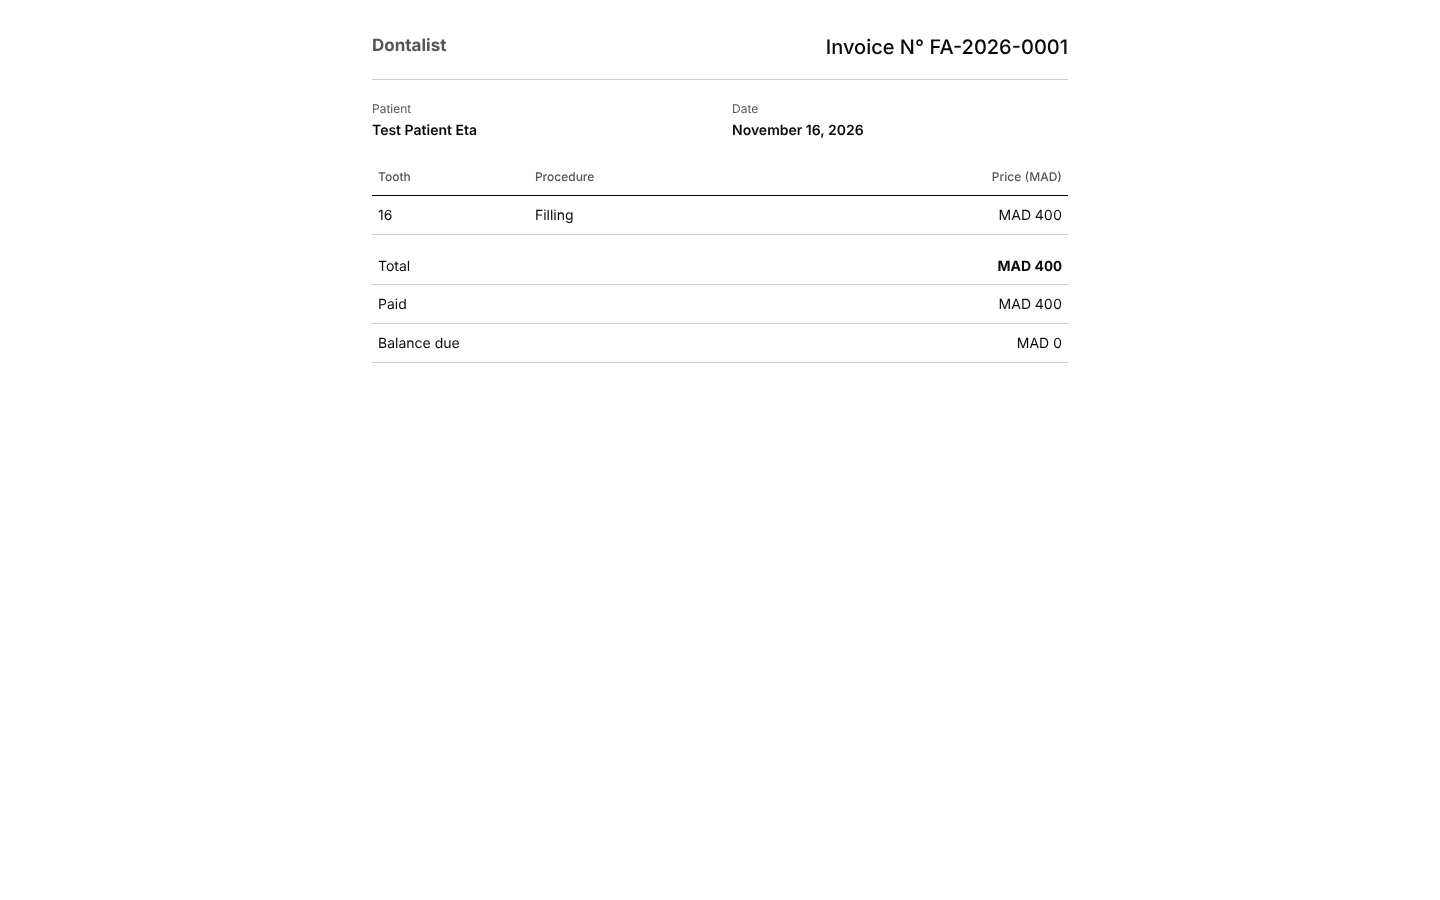 Dontalist
Invoice N° FA-2026-0001
Patient
Date
Test Patient Eta
November 16, 2026
Tooth Procedure Price (MAD)
16 Filling MAD 400
Total MAD 400
Paid MAD 400
Balance due MAD 0